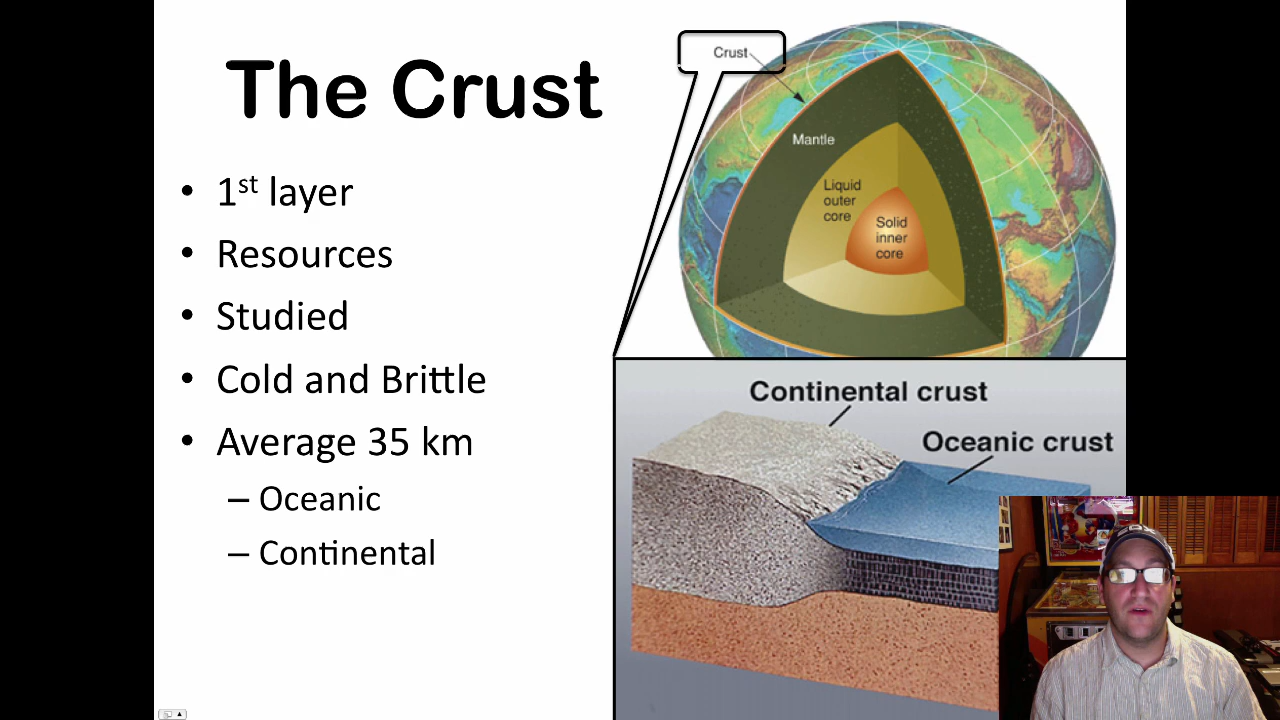 The Crust
• 1st layer
• Resources
• Studied
• Cold and Brittle
• Average 35 km
– Oceanic
– Continental
Crust
Mantle
Liquid
outer
core
Solid
inner
core
Continental crust
Oceanic crust